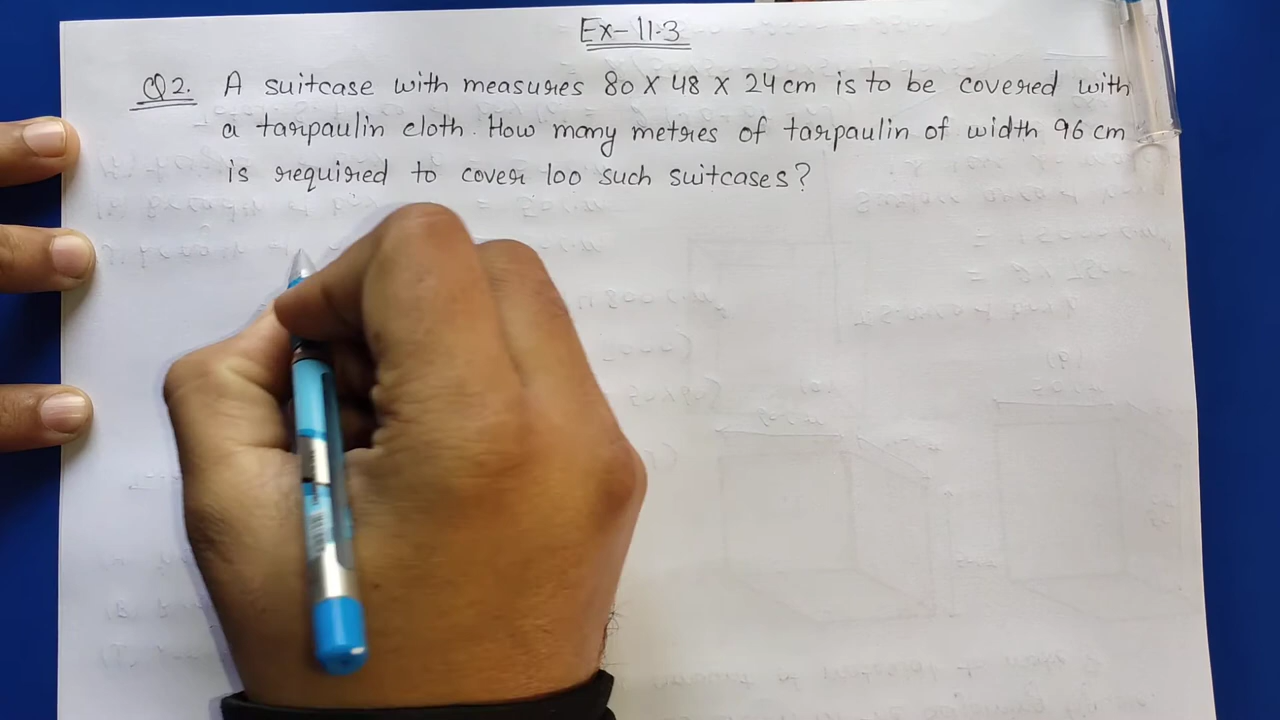 Ex-11.3
Q2. A suitcase with measures 80 X 48 X 24 cm is to be covered with
a tarpaulin cloth. How many metres of tarpaulin of width 96 cm
is required to cover 100 such suitcases?